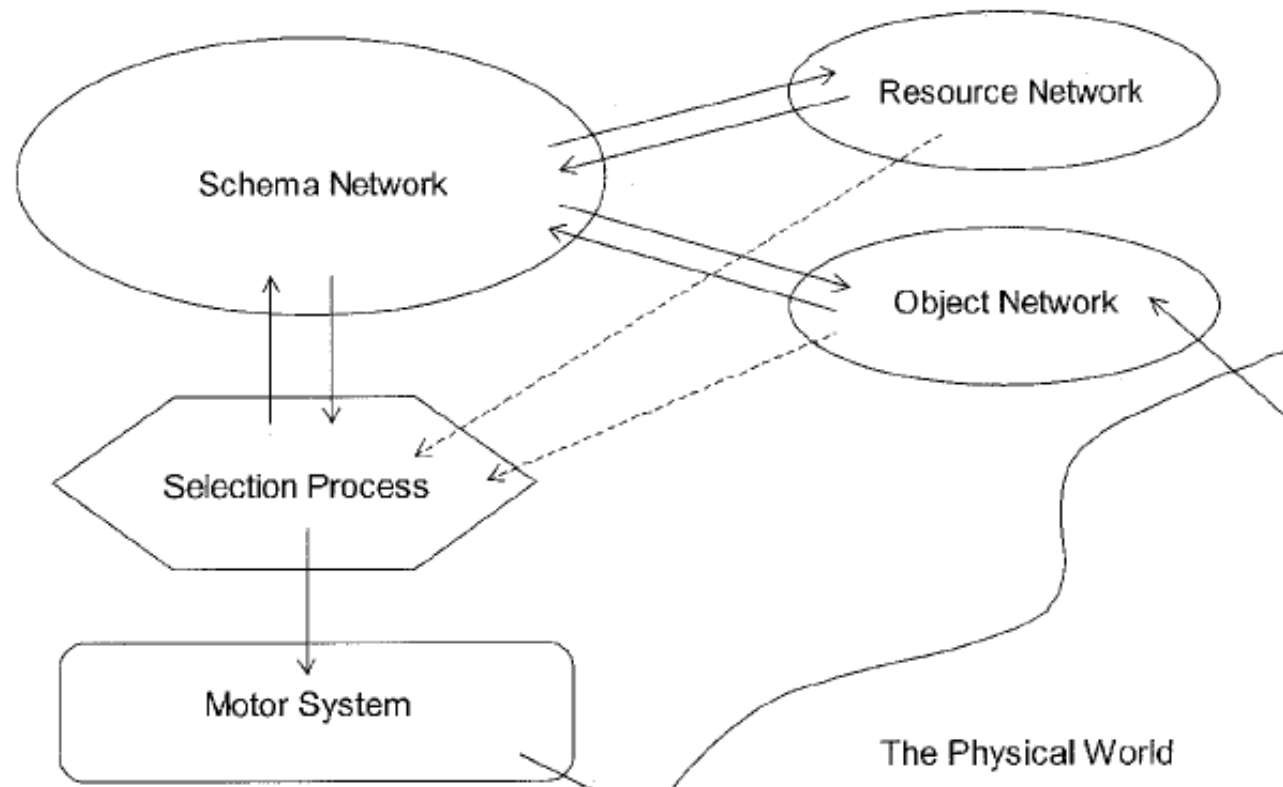 Resource Network
Schema Network
Object Network
Selection Process
Motor System
The Physical World